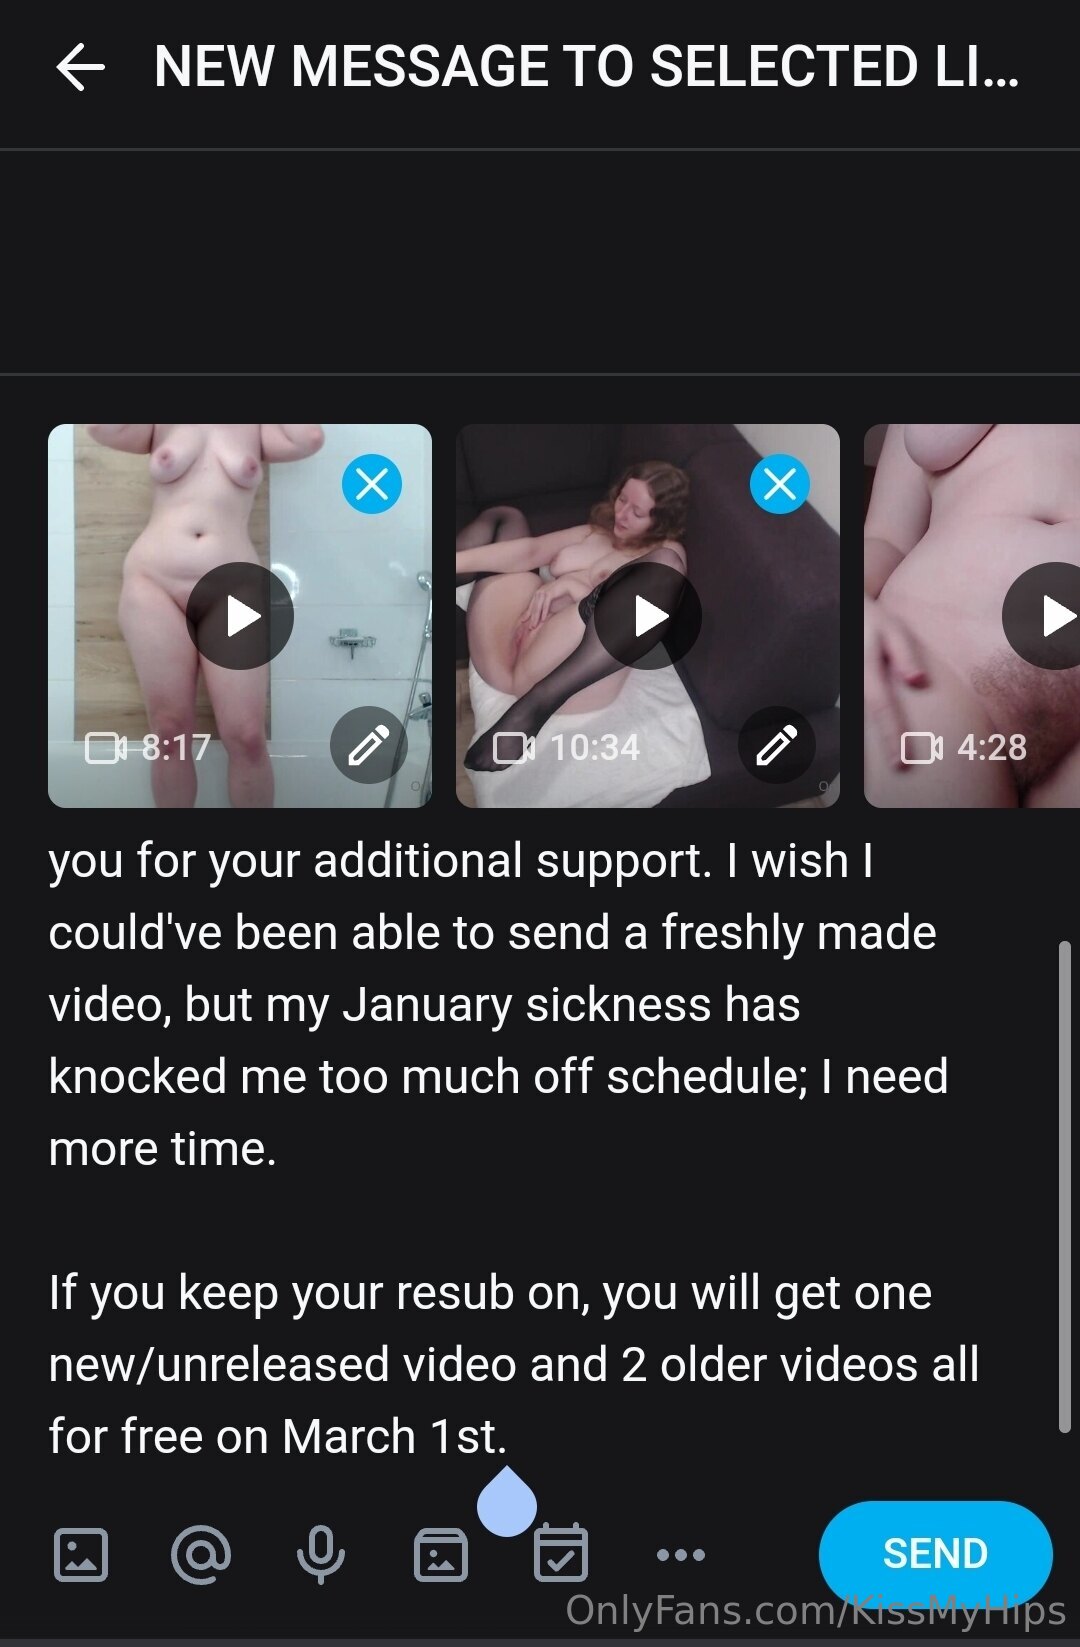 NEW MESSAGE TO SELECTED LI...
8:17
10:34
4:28
you for your additional support. I wish I
could've been able to send a freshly made
video, but my January sickness has
knocked me too much off schedule; I need
more time.
If you keep your resub on, you will get one
new/unreleased video and 2 older videos all
for free on March 1st.
SEND
OnlyFans.com/KissMyHips